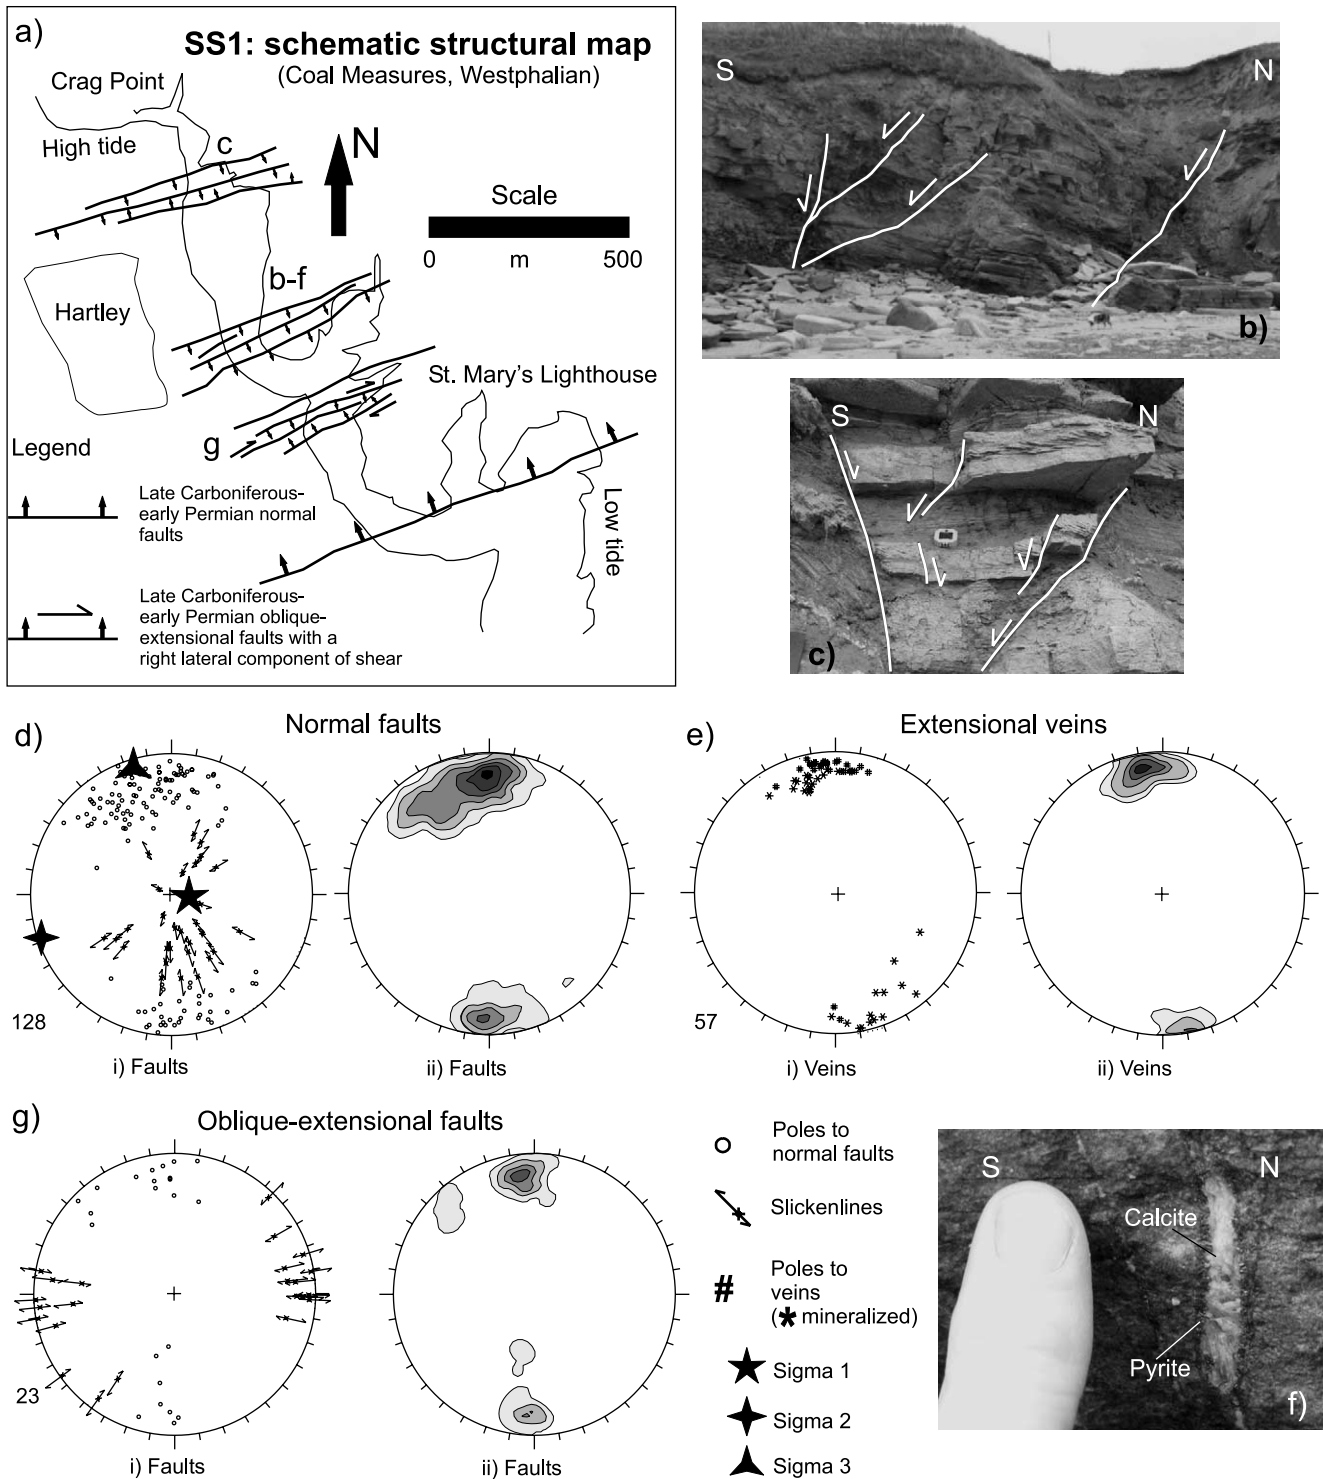 a)
SS1: schematic structural map
(Coal Measures, Westphalian)
Crag Point
High tide
c
N
Scale
0 m 500
b-f
Hartley
St. Mary's Lighthouse
g
Low tide
Legend
Late Carboniferous-
early Permian normal
faults
Late Carboniferous-
early Permian oblique-
extensional faults with a
right lateral component of shear
S N
b)
S N
c)
d)
Normal faults
128
i) Faults
ii) Faults
e)
Extensional veins
57
i) Veins
ii) Veins
g)
Oblique-extensional faults
23
i) Faults
ii) Faults
Poles to
normal faults
Slickenlines
# Poles to
veins
(* mineralized)
Sigma 1
Sigma 2
Sigma 3
S N
Calcite
Pyrite
f)